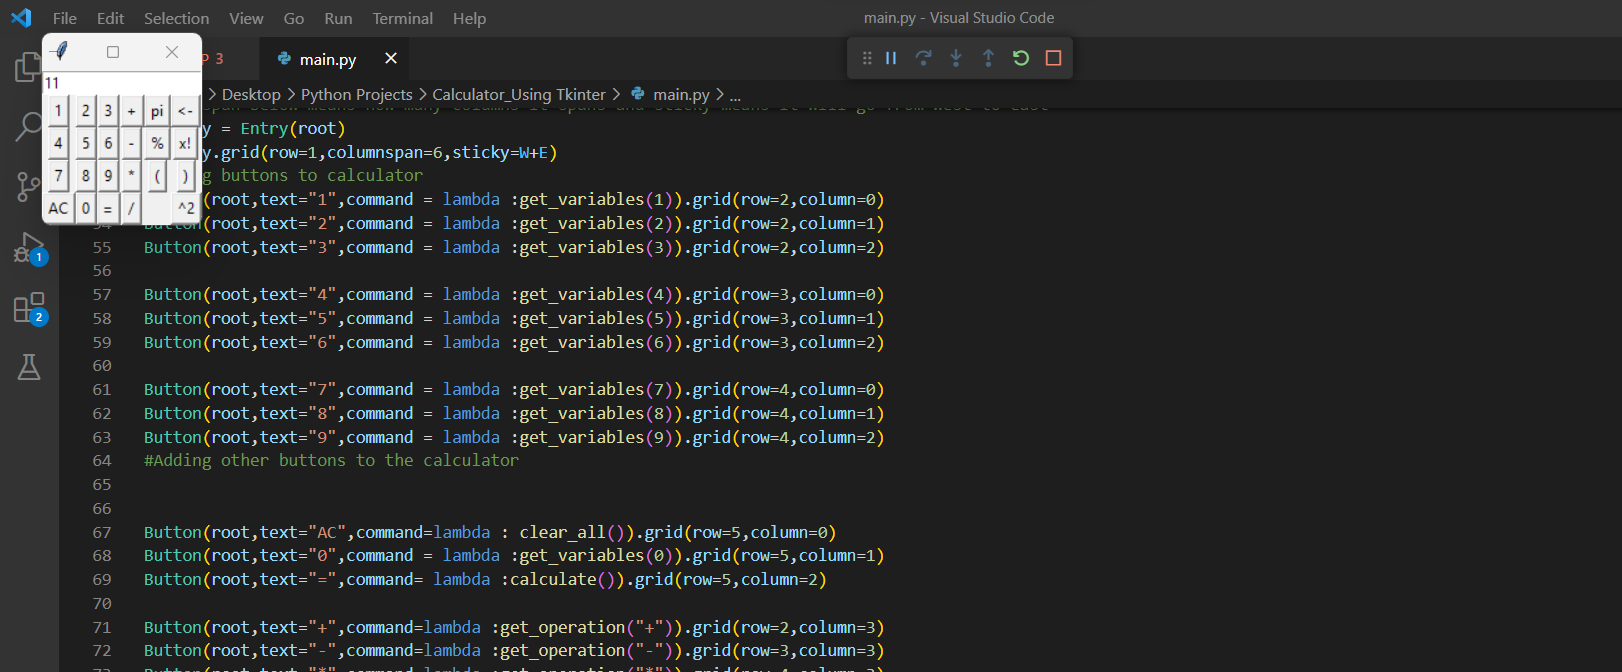 File Edit Selection View Go Run Terminal Help
main.py - Visual Studio Code
3
main.py
Desktop > Python Projects > Calculator_Using Tkinter > main.py > ...
11
1 2 3 + pi <-
4 5 6 - % x!
7 8 9 * ( )
AC 0 = / ^2
1
2
y = Entry(root)
y.grid(row=1,columnspan=6,sticky=W+E)
g buttons to calculator
(root,text="1",command = lambda :get_variables(1)).grid(row=2,column=0)
54 Button(root,text="2",command = lambda :get_variables(2)).grid(row=2,column=1)
55 Button(root,text="3",command = lambda :get_variables(3)).grid(row=2,column=2)
56
57 Button(root,text="4",command = lambda :get_variables(4)).grid(row=3,column=0)
58 Button(root,text="5",command = lambda :get_variables(5)).grid(row=3,column=1)
59 Button(root,text="6",command = lambda :get_variables(6)).grid(row=3,column=2)
60
61 Button(root,text="7",command = lambda :get_variables(7)).grid(row=4,column=0)
62 Button(root,text="8",command = lambda :get_variables(8)).grid(row=4,column=1)
63 Button(root,text="9",command = lambda :get_variables(9)).grid(row=4,column=2)
64 #Adding other buttons to the calculator
65
66
67 Button(root,text="AC",command=lambda : clear_all()).grid(row=5,column=0)
68 Button(root,text="0",command = lambda :get_variables(0)).grid(row=5,column=1)
69 Button(root,text="=",command= lambda :calculate()).grid(row=5,column=2)
70
71 Button(root,text="+",command=lambda :get_operation("+")).grid(row=2,column=3)
72 Button(root,text="-",command=lambda :get_operation("-")).grid(row=3,column=3)